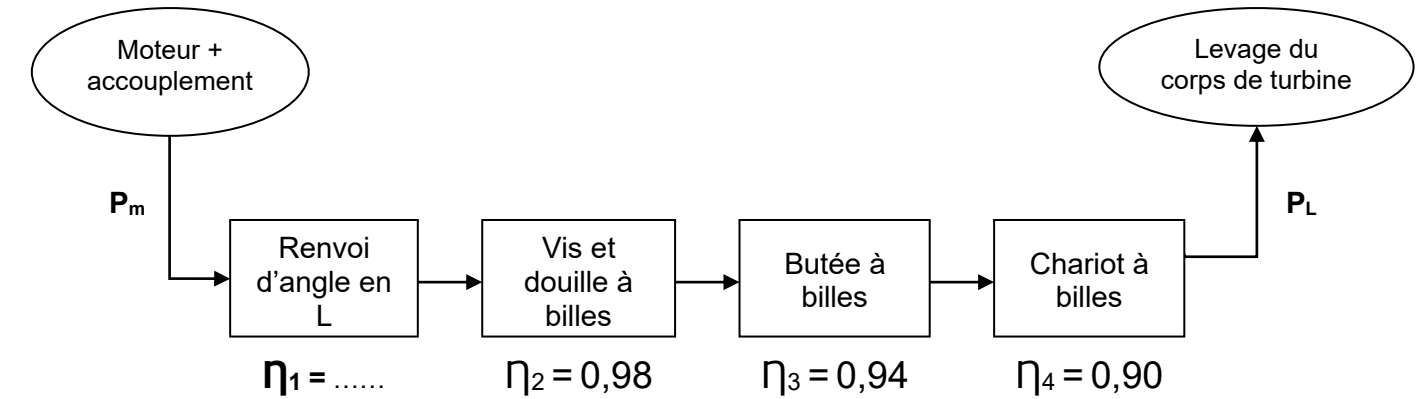 Moteur +
accouplement
Levage du
corps de turbine
Pm
PL
Renvoi
d'angle en
L
Vis et
douille à
billes
Butée à
billes
Chariot à
billes
η1 = ......
η2 = 0,98
η3 = 0,94
η4 = 0,90